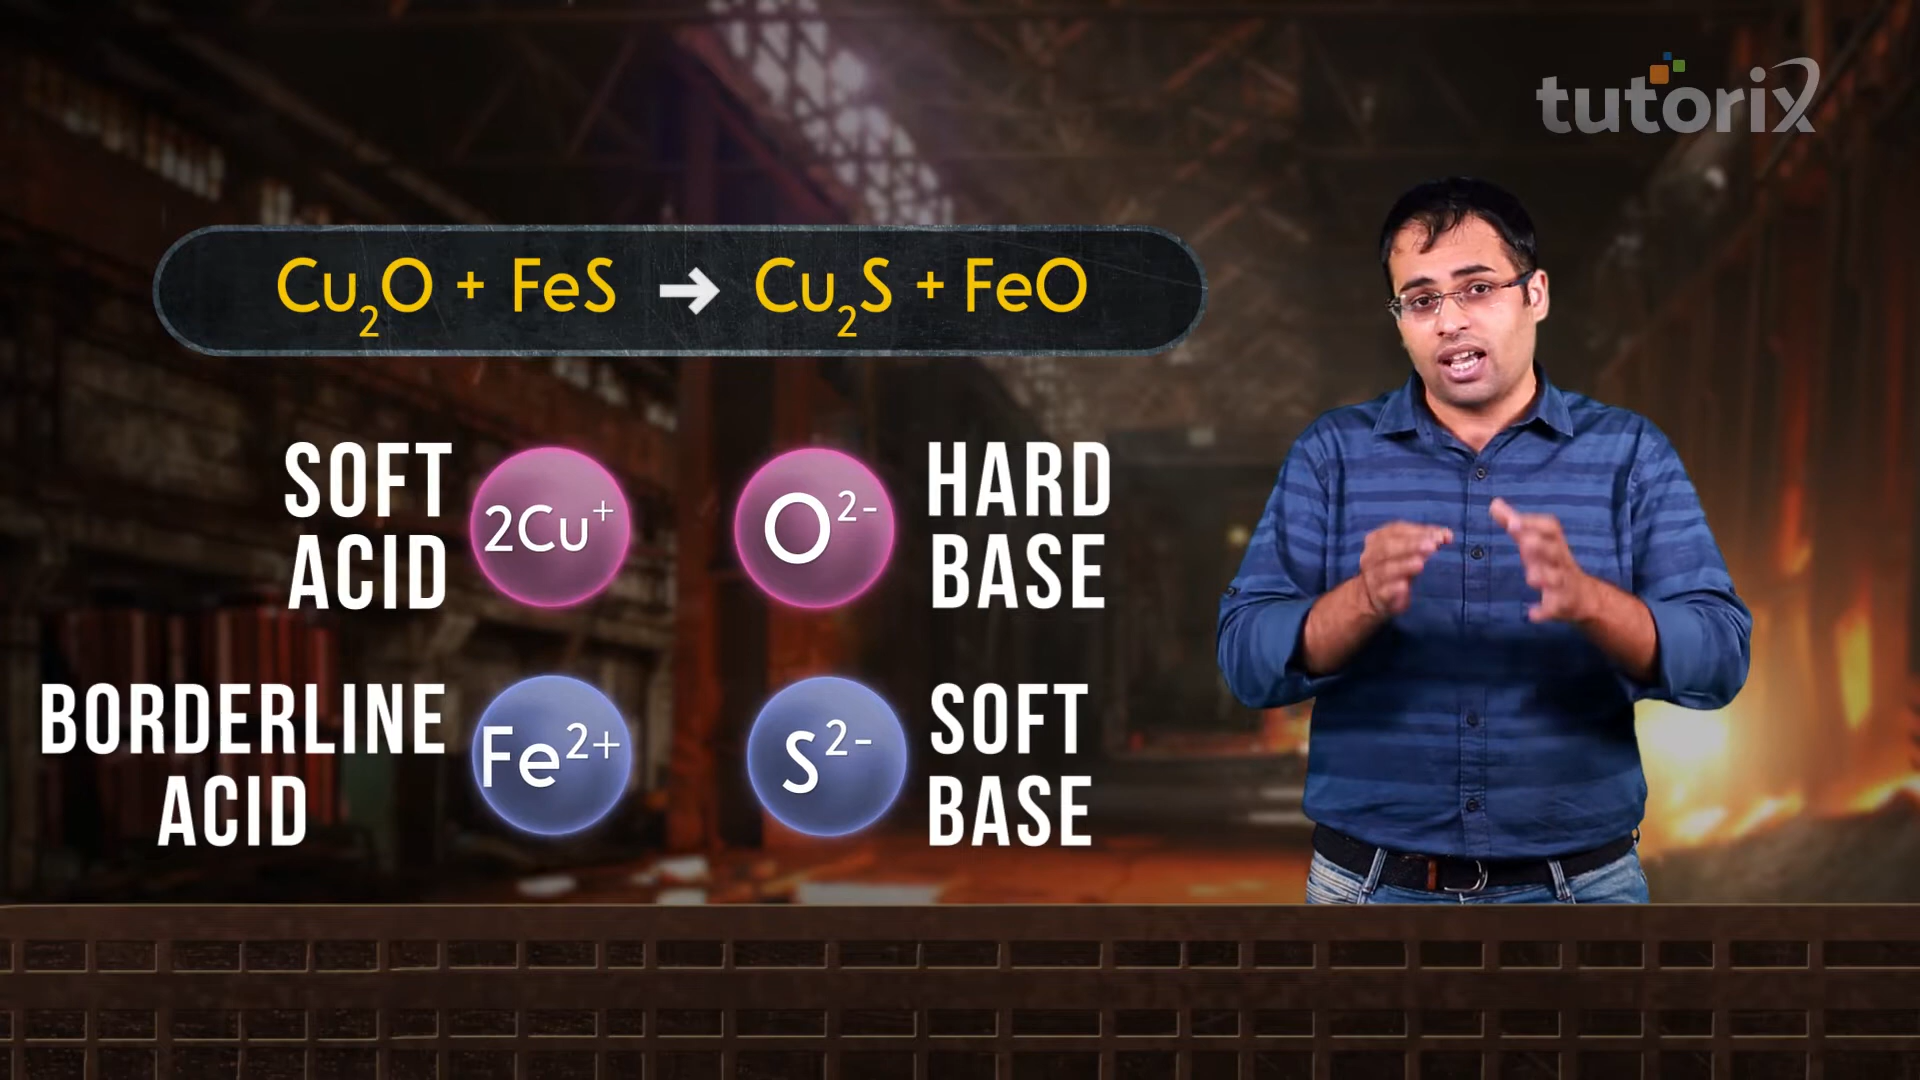 tutorix
Cu₂O + FeS → Cu₂S + FeO
SOFT
ACID
2Cu⁺
O²⁻
HARD
BASE
BORDERLINE
ACID
Fe²⁺
S²⁻
SOFT
BASE